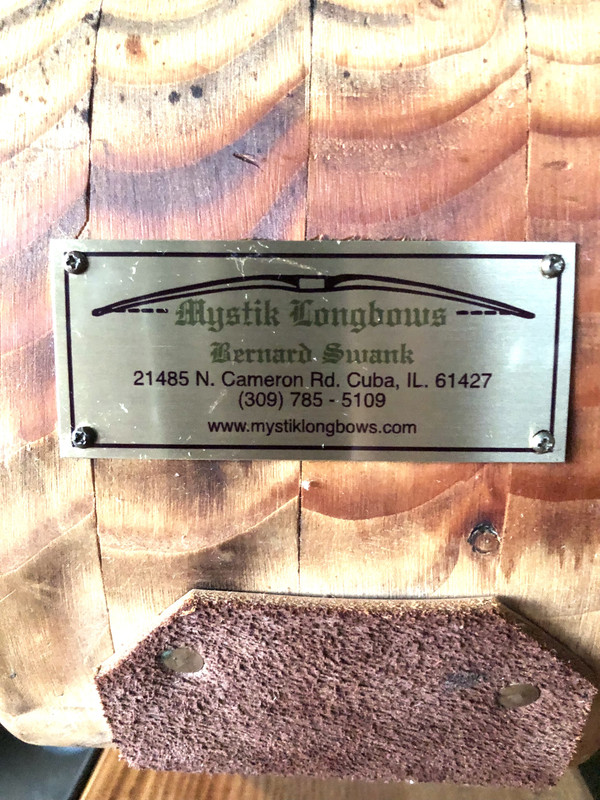 Mystik Longbows
Bernard Swank
21485 N. Cameron Rd. Cuba, IL. 61427
(309) 785 - 5109
www.mystiklongbows.com